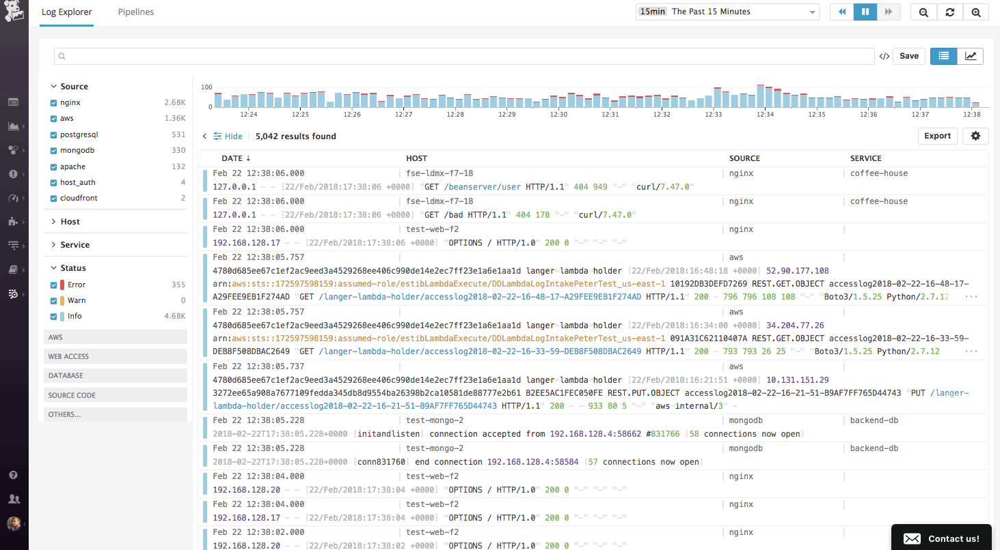 Log Explorer Pipelines 15min The Past 15 Minutes
</> Save
Source
nginx 2.68K
aws 1.36K
postgresql 531
mongodb 330
apache 132
host_auth 4
cloudfront 2
Host
Service
Status
Error 355
Warn 0
Info 4.68K
AWS
WEB ACCESS
DATABASE
SOURCE CODE
OTHERS...
100
0
12:24 12:25 12:26 12:27 12:28 12:29 12:30 12:31 12:32 12:33 12:34 12:35 12:36 12:37 12:38
Hide 5,042 results found Export
DATE ↓ HOST SOURCE SERVICE
Feb 22 12:38:06.000 fse-ldmx-f7-18 nginx coffee-house
127.0.0.1 - - [22/Feb/2018:17:38:06 +0000] "GET /beanserver/user HTTP/1.1" 404 949 "-" "curl/7.47.0"
Feb 22 12:38:06.000 fse-ldmx-f7-18 nginx coffee-house
127.0.0.1 - - [22/Feb/2018:17:38:06 +0000] "GET /bad HTTP/1.1" 404 178 "-" "curl/7.47.0"
Feb 22 12:38:06.000 test-web-f2 nginx
192.168.128.17 - - [22/Feb/2018:17:38:06 +0000] "OPTIONS / HTTP/1.0" 200 0 "-" "-" "-"
Feb 22 12:38:05.757 aws
4780d685ee67c1ef2ac9eed3a4529268ee406c990de14e2ec7ff23e1a6e1aa1d langer-lambda-holder [22/Feb/2018:16:48:18 +0000] 52.90.177.108
arn:aws:sts::172597598159:assumed-role/estibLambdaExecute/DDLambdaLogIntakePeterTest_us-east-1 10192DB3DEFD7269 REST.GET.OBJECT accesslog2018-02-22-16-48-17-
A29FEE9EB1F274AD "GET /langer-lambda-holder/accesslog2018-02-22-16-48-17-A29FEE9EB1F274AD HTTP/1.1" 200 - 796 796 108 108 "-" "Boto3/1.5.25 Python/2.7.12 ...
Feb 22 12:38:05.757 aws
4780d685ee67c1ef2ac9eed3a4529268ee406c990de14e2ec7ff23e1a6e1aa1d langer-lambda-holder [22/Feb/2018:16:34:00 +0000] 34.204.77.26
arn:aws:sts::172597598159:assumed-role/estibLambdaExecute/DDLambdaLogIntakePeterTest_us-east-1 091A31C62110407A REST.GET.OBJECT accesslog2018-02-22-16-33-59-
DEB8F508DBAC2649 "GET /langer-lambda-holder/accesslog2018-02-22-16-33-59-DEB8F508DBAC2649 HTTP/1.1" 200 - 793 793 26 25 "-" "Boto3/1.5.25 Python/2.7.12 ...
Feb 22 12:38:05.737 aws
4780d685ee67c1ef2ac9eed3a4529268ee406c990de14e2ec7ff23e1a6e1aa1d langer-lambda-holder [22/Feb/2018:16:21:51 +0000] 10.131.151.29
3272ee65a908a7677109fedda345db8d9554ba26398b2ca10581de88777e2b61 B2EE5AC1FEC050FE REST.PUT.OBJECT accesslog2018-02-22-16-21-51-B9AF7FF765D44743 "PUT /langer-
lambda-holder/accesslog2018-02-22-16-21-51-B9AF7FF765D44743 HTTP/1.1" 200 - - 933 80 5 "-" "aws-internal/3" -
Feb 22 12:38:05.228 test-mongo-2 mongodb backend-db
2018-02-22T17:38:05.228+0000 [initandlisten] connection accepted from 192.168.128.4:58662 #831766 (58 connections now open)
Feb 22 12:38:05.228 test-mongo-2 mongodb backend-db
2018-02-22T17:38:05.228+0000 [conn831760] end connection 192.168.128.4:58584 (57 connections now open)
Feb 22 12:38:04.000 test-web-f2 nginx
192.168.128.20 - - [22/Feb/2018:17:38:04 +0000] "OPTIONS / HTTP/1.0" 200 0 "-" "-" "-"
Feb 22 12:38:04.000 test-web-f2 nginx
192.168.128.17 - - [22/Feb/2018:17:38:04 +0000] "OPTIONS / HTTP/1.0" 200 0 "-" "-" "-"
Feb 22 12:38:02.000 test-web-f2 nginx
192.168.128.20 - - [22/Feb/2018:17:38:02 +0000] "OPTIONS / HTTP/1.0" 200 0 "-" "-" "-"
Contact us!